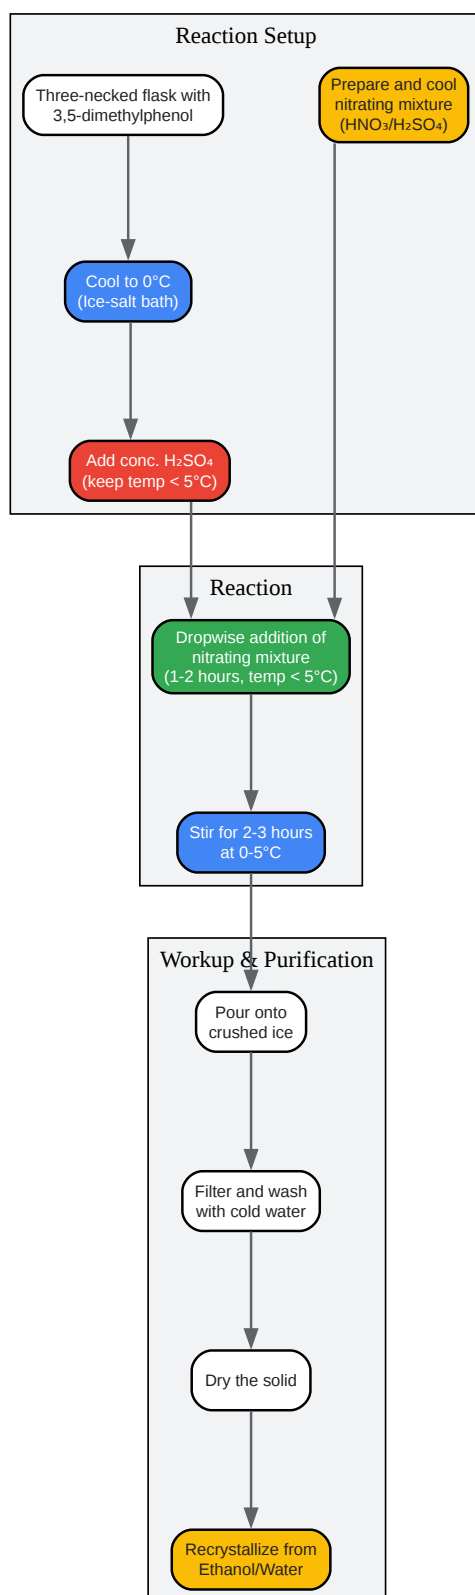 Reaction Setup
Three-necked flask with
3,5-dimethylphenol
Prepare and cool
nitrating mixture
(HNO₃/H₂SO₄)
Cool to 0°C
(Ice-salt bath)
Add conc. H₂SO₄
(keep temp < 5°C)
Reaction
Dropwise addition of
nitrating mixture
(1-2 hours, temp < 5°C)
Stir for 2-3 hours
at 0-5°C
Workup & Purification
Pour onto
crushed ice
Filter and wash
with cold water
Dry the solid
Recrystallize from
Ethanol/Water